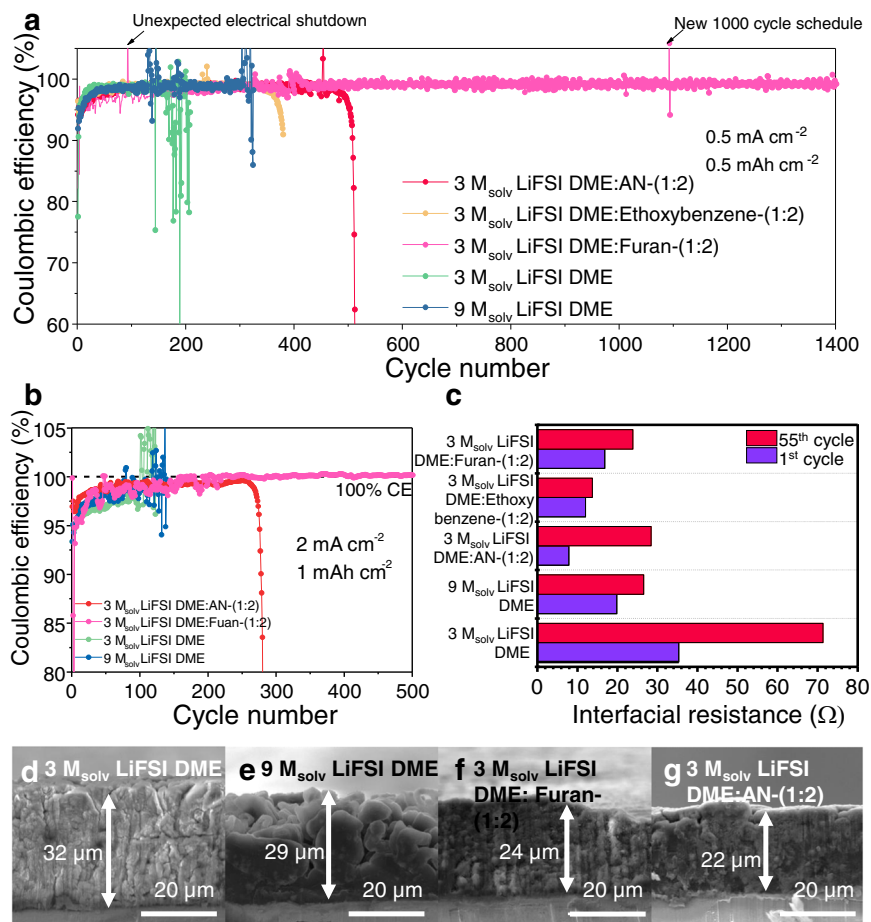 a
Unexpected electrical shutdown
New 1000 cycle schedule
Coulombic efficiency (%)
100
90
80
70
60
0.5 mA cm⁻²
0.5 mAh cm⁻²
3 Msolv LiFSI DME:AN-(1:2)
3 Msolv LiFSI DME:Ethoxybenzene-(1:2)
3 Msolv LiFSI DME:Furan-(1:2)
3 Msolv LiFSI DME
9 Msolv LiFSI DME
0 200 400 600 800 1000 1200 1400
Cycle number
b
Coulombic efficiency (%)
105
100
95
90
85
80
100% CE
2 mA cm⁻²
1 mAh cm⁻²
3 MsolvLiFSI DME:AN-(1:2)
3 MsolvLiFSI DME:Fuan-(1:2)
3 MsolvLiFSI DME
9 MsolvLiFSI DME
0 100 200 300 400 500
Cycle number
c
55th cycle
1st cycle
3 Msolv LiFSI
DME:Furan-(1:2)
3 Msolv LiFSI
DME:Ethoxy
benzene-(1:2)
3 Msolv LiFSI
DME:AN-(1:2)
9 Msolv LiFSI
DME
3 Msolv LiFSI
DME
0 10 20 30 40 50 60 70 80
Interfacial resistance (Ω)
d 3 Msolv LiFSI DME
32 µm
20 µm
e 9 Msolv LiFSI DME
29 µm
20 µm
f 3 Msolv LiFSI
DME: Furan-
(1:2)
24 µm
20 µm
g 3 Msolv LiFSI
DME:AN-(1:2)
22 µm
20 µm